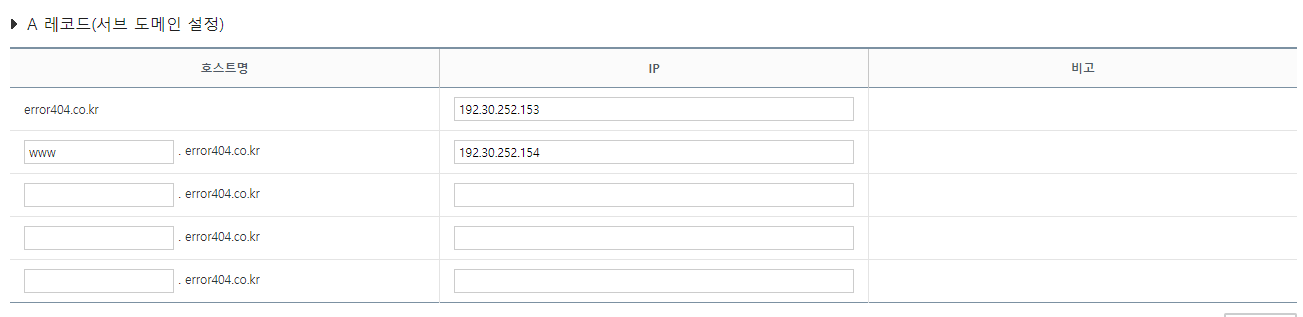 A 레코드(서브 도메인 설정)
호스트명 IP 비고
error404.co.kr 192.30.252.153
www . error404.co.kr 192.30.252.154
. error404.co.kr
. error404.co.kr
. error404.co.kr